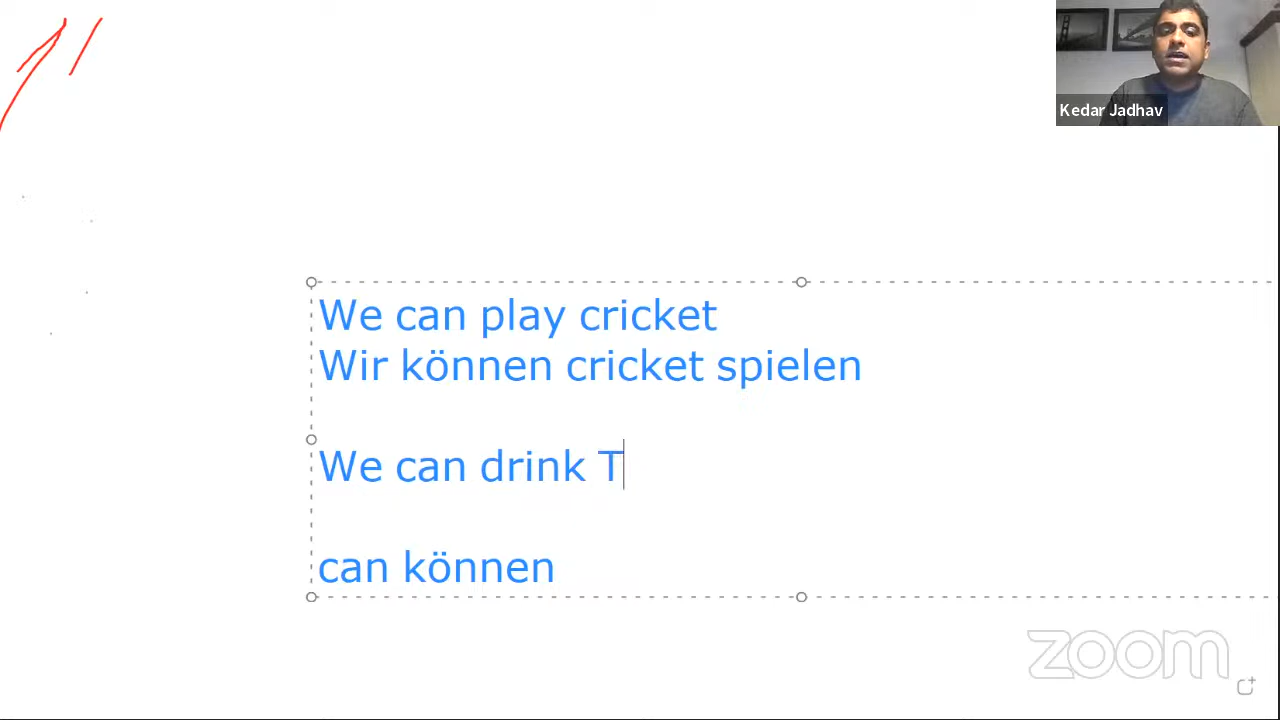 Kedar Jadhav
We can play cricket
Wir können cricket spielen
We can drink T
can können
zoom